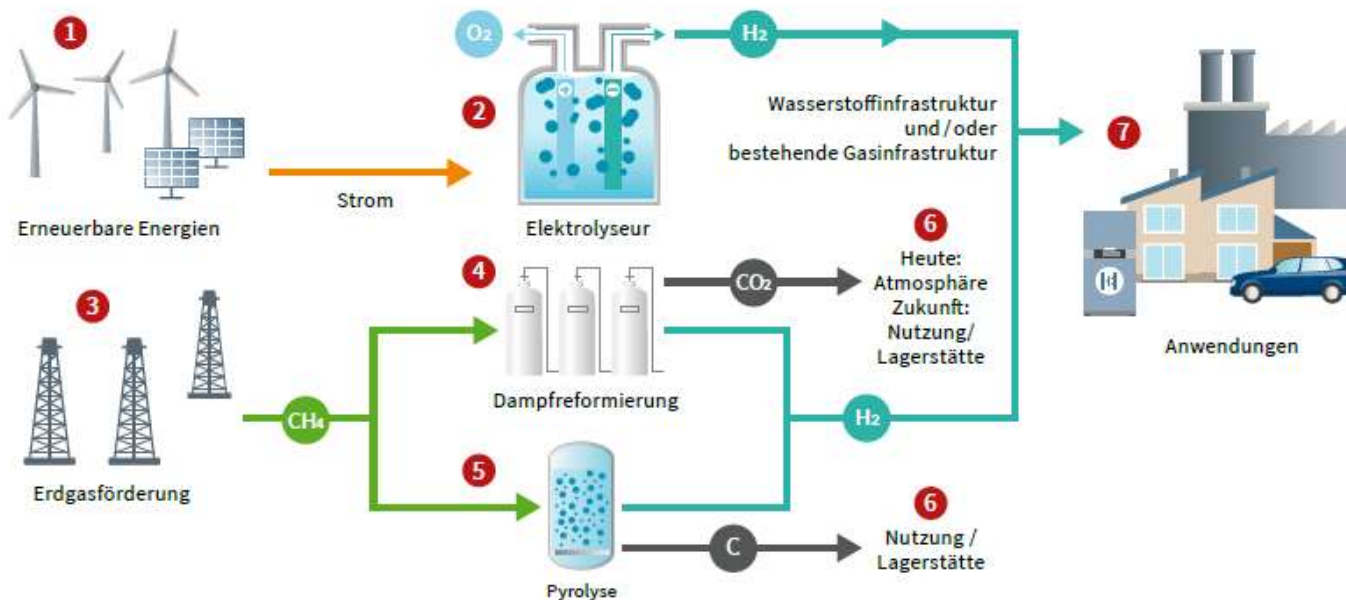 1
O₂
H₂
2
Wasserstoffinfrastruktur
und / oder
bestehende Gasinfrastruktur
7
Strom
Erneuerbare Energien
Elektrolyseur
3
4
CO₂
6
Heute:
Atmosphäre
Zukunft:
Nutzung/
Lagerstätte
Anwendungen
CH₄
Dampfreformierung
H₂
Erdgasförderung
5
C
6
Nutzung /
Lagerstätte
Pyrolyse